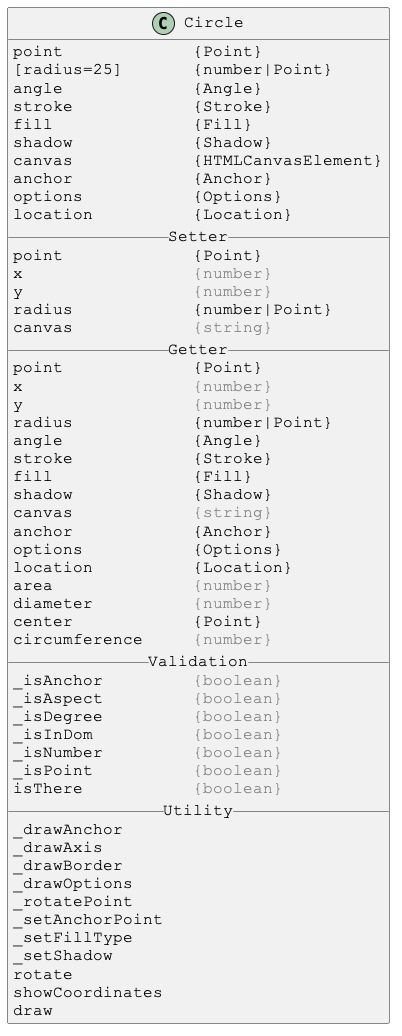 C Circle
point {Point}
[radius=25] {number|Point}
angle {Angle}
stroke {Stroke}
fill {Fill}
shadow {Shadow}
canvas {HTMLCanvasElement}
anchor {Anchor}
options {Options}
location {Location}
Setter
point {Point}
x {number}
y {number}
radius {number|Point}
canvas {string}
Getter
point {Point}
x {number}
y {number}
radius {number|Point}
angle {Angle}
stroke {Stroke}
fill {Fill}
shadow {Shadow}
canvas {string}
anchor {Anchor}
options {Options}
location {Location}
area {number}
diameter {number}
center {Point}
circumference {number}
Validation
_isAnchor {boolean}
_isAspect {boolean}
_isDegree {boolean}
_isInDom {boolean}
_isNumber {boolean}
_isPoint {boolean}
isThere {boolean}
Utility
_drawAnchor
_drawAxis
_drawBorder
_drawOptions
_rotatePoint
_setAnchorPoint
_setFillType
_setShadow
rotate
showCoordinates
draw